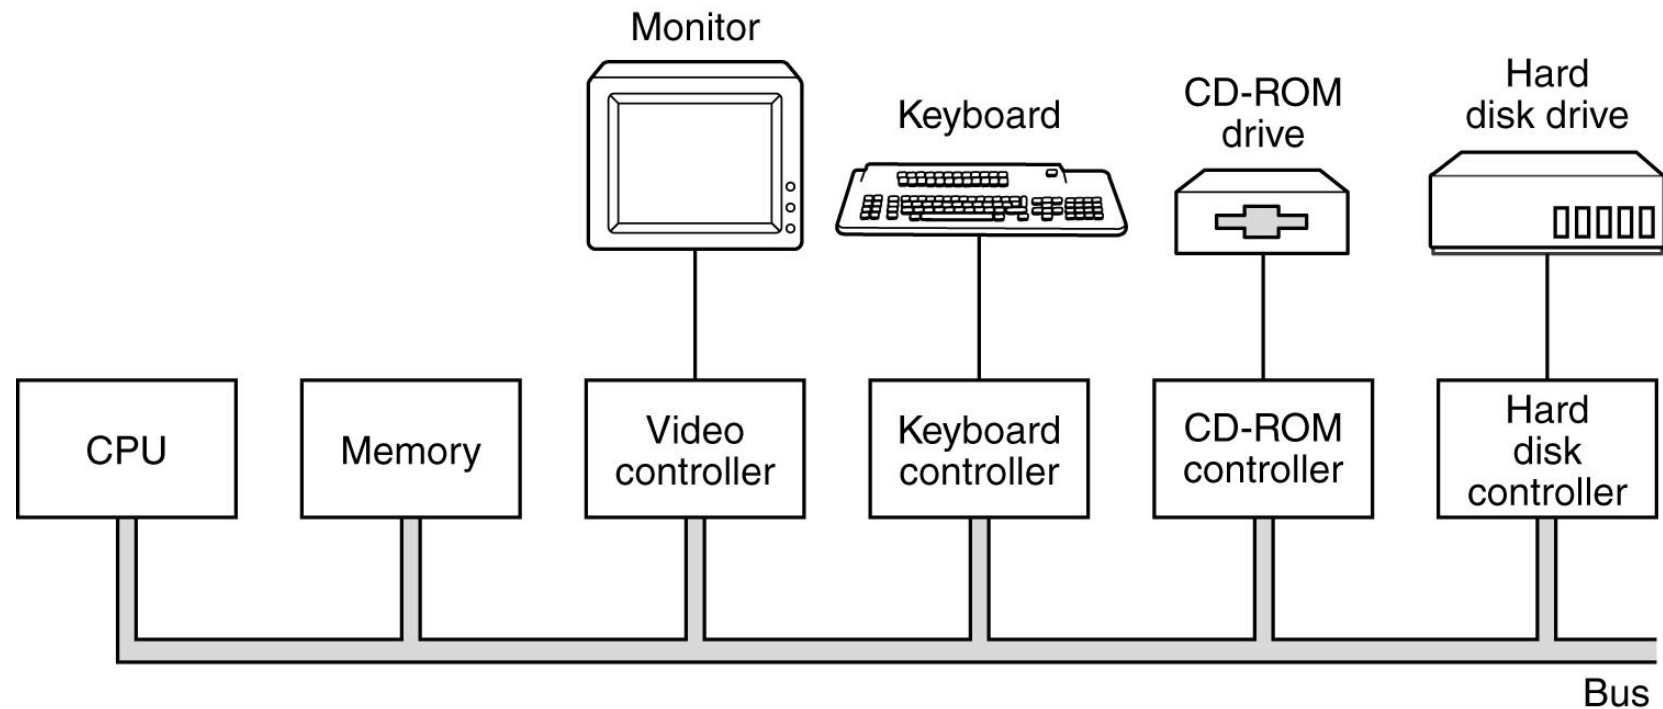 Monitor
Keyboard
CD-ROM
drive
Hard
disk drive
CPU
Memory
Video
controller
Keyboard
controller
CD-ROM
controller
Hard
disk
controller
Bus